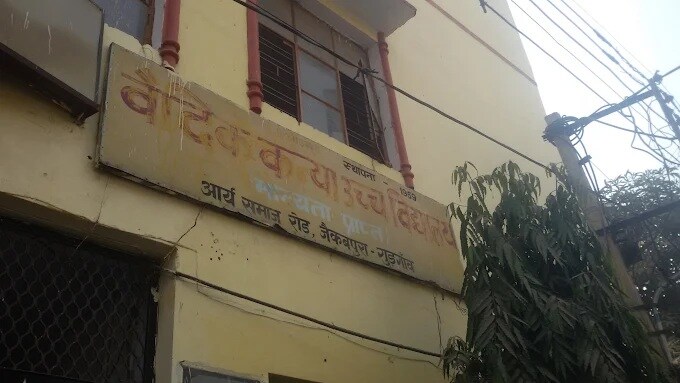 स्थापना 1959
वैदिक कन्या उच्च विद्यालय
मान्यता प्राप्त
आर्य समाज रोड, जैकबपुरा - गुड़गाँव